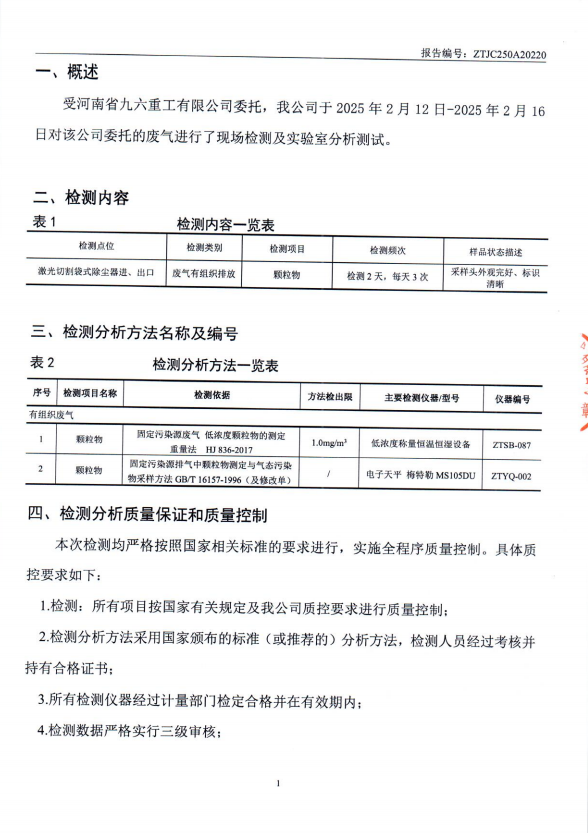 报告编号：ZTJC250A20220
一、概述
受河南省九六重工有限公司委托，我公司于 2025 年 2 月 12 日-2025 年 2 月 16
日对该公司委托的废气进行了现场检测及实验室分析测试。
二、检测内容
表 1 检测内容一览表
检测点位 检测类别 检测项目 检测频次 样品状态描述
激光切割袋式除尘器进、出口 废气有组织排放 颗粒物 检测 2 天，每天 3 次 采样头外观完好、标识
清晰
三、检测分析方法名称及编号
表 2 检测分析方法一览表
序号 检测项目名称 检测依据 方法检出限 主要检测仪器/型号 仪器编号
有组织废气
1 颗粒物 固定污染源废气 低浓度颗粒物的测定
重量法 HJ 836-2017 1.0mg/m³ 低浓度称量恒温恒湿设备 ZTSB-087
2 颗粒物 固定污染源排气中颗粒物测定与气态污染
物采样方法 GB/T 16157-1996（及修改单） / 电子天平 梅特勒 MS105DU ZTYQ-002
四、检测分析质量保证和质量控制
本次检测均严格按照国家相关标准的要求进行，实施全程序质量控制。具体质
控要求如下：
1.检测：所有项目按国家有关规定及我公司质控要求进行质量控制；
2.检测分析方法采用国家颁布的标准（或推荐的）分析方法，检测人员经过考核并
持有合格证书；
3.所有检测仪器经过计量部门检定合格并在有效期内；
4.检测数据严格实行三级审核；
1